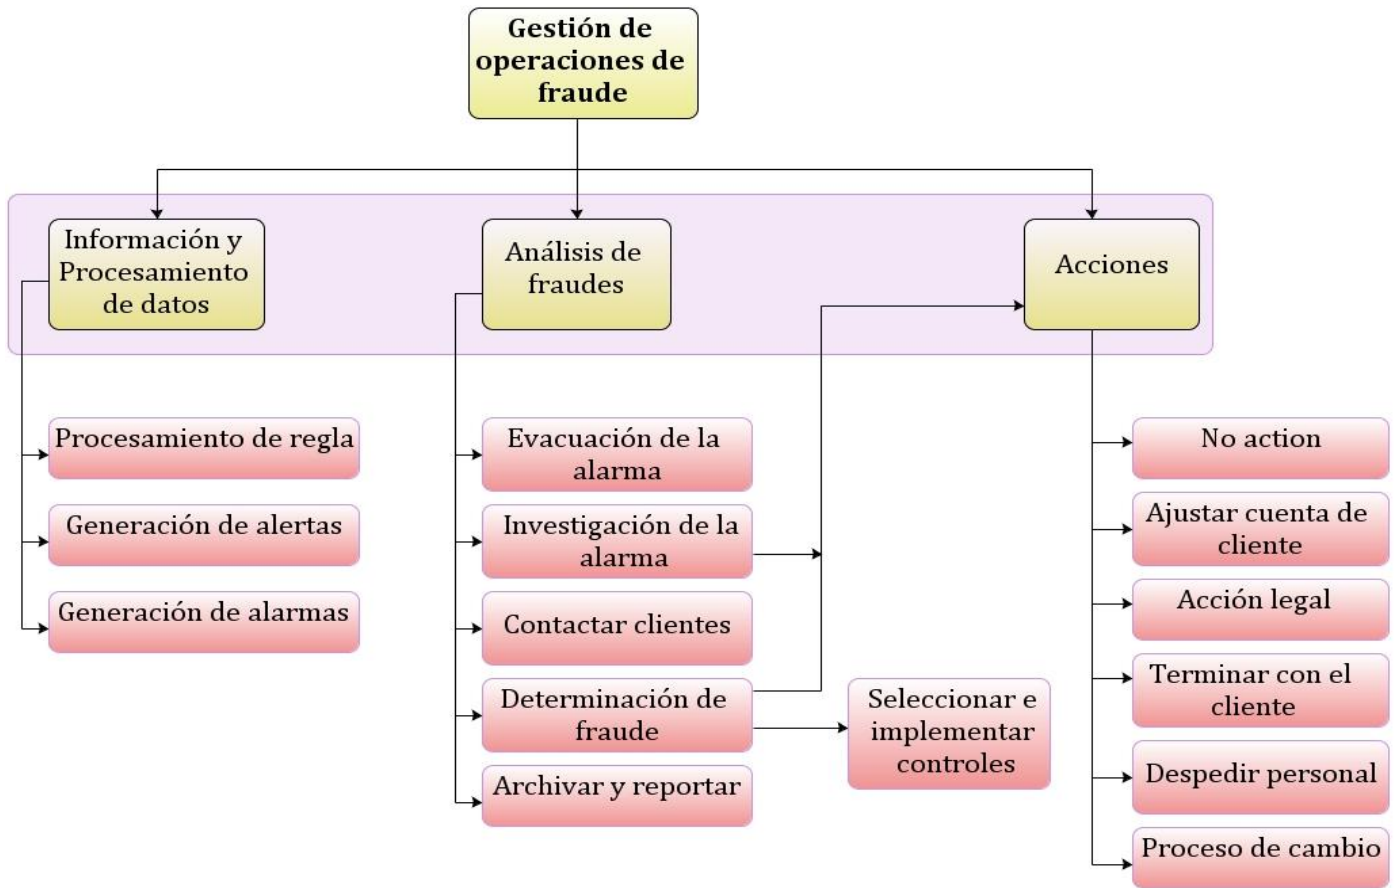 Gestión de
operaciones de
fraude
Información y
Procesamiento
de datos
Análisis de
fraudes
Acciones
Procesamiento de regla
Generación de alertas
Generación de alarmas
Evacuación de la
alarma
Investigación de la
alarma
Contactar clientes
Determinación de
fraude
Archivar y reportar
Seleccionar e
implementar
controles
No action
Ajustar cuenta de
cliente
Acción legal
Terminar con el
cliente
Despedir personal
Proceso de cambio